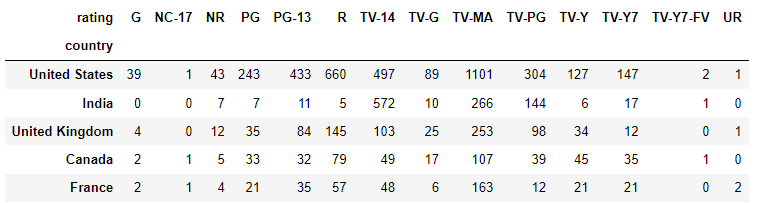 rating G NC-17 NR PG PG-13 R TV-14 TV-G TV-MA TV-PG TV-Y TV-Y7 TV-Y7-FV UR
country
United States 39 1 43 243 433 660 497 89 1101 304 127 147 2 1
India 0 0 7 7 11 5 572 10 266 144 6 17 1 0
United Kingdom 4 0 12 35 84 145 103 25 253 98 34 12 0 1
Canada 2 1 5 33 32 79 49 17 107 39 45 35 1 0
France 2 1 4 21 35 57 48 6 163 12 21 21 0 2